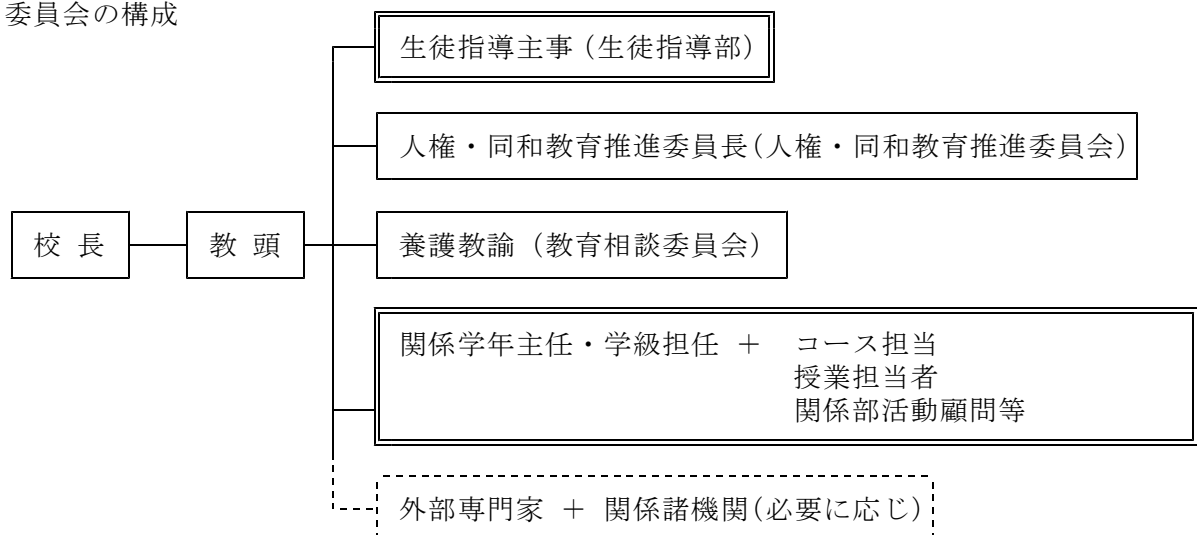 委員会の構成
生徒指導主事(生徒指導部)
人権・同和教育推進委員長(人権・同和教育推進委員会)
校 長
教 頭
養護教諭(教育相談委員会)
関係学年主任・学級担任 + コース担当
授業担当者
関係部活動顧問等
外部専門家 + 関係諸機関(必要に応じ)